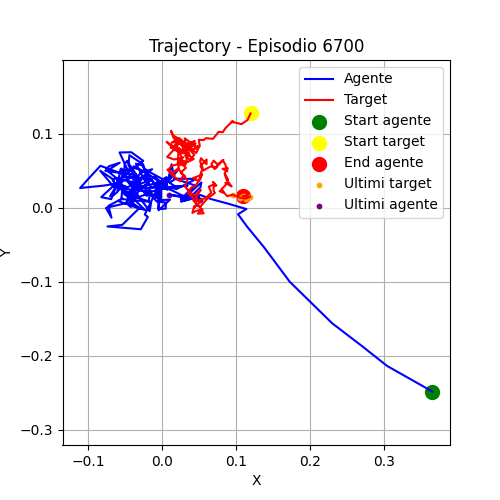 Trajectory - Episodio 6700
Agente
Target
Start agente
Start target
End agente
Ultimi target
Ultimi agente
Y
0.1
0.0
−0.1
−0.2
−0.3
−0.1
0.0
0.1
0.2
0.3
X